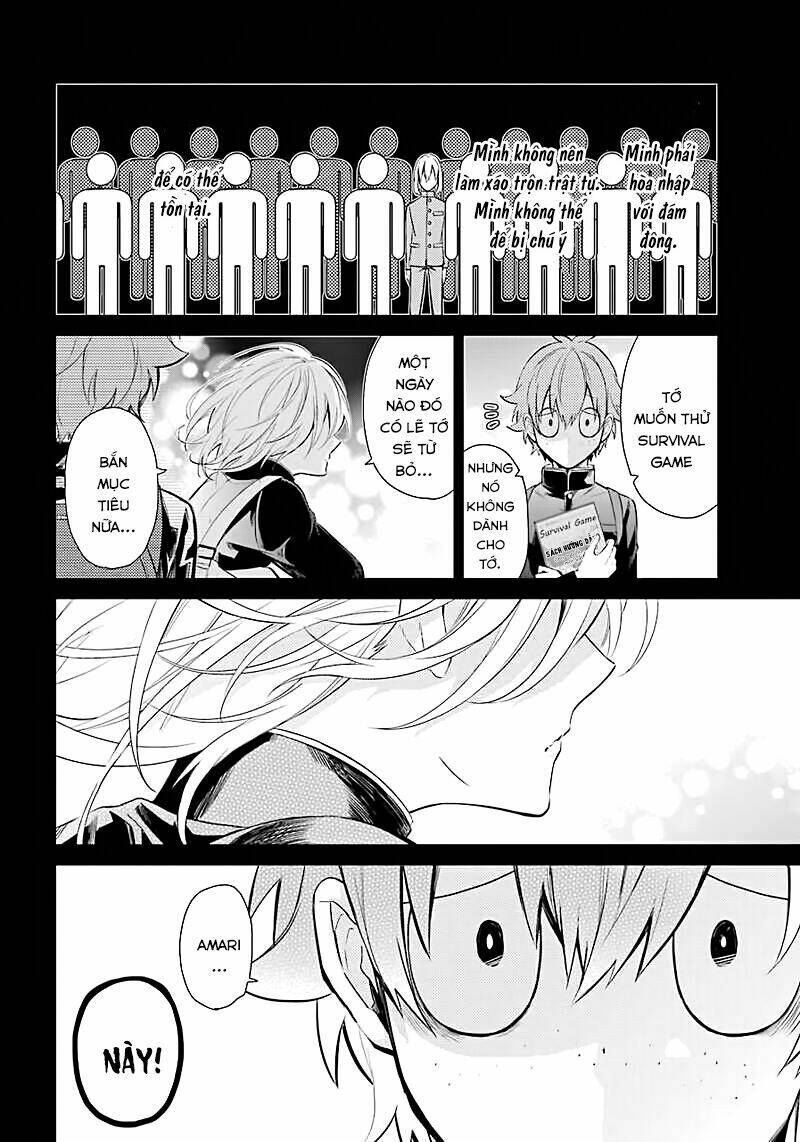 Mình phải
hòa nhập
với đám
đông.
Mình không nên
làm xáo trộn trật tự.
Mình không thể
để bị chú ý
để có thể
tồn tại.
TỚ
MUỐN THỬ
SURVIVAL
GAME
NHƯNG
NÓ
KHÔNG
DÀNH
CHO
TỚ.
Survival Game
SÁCH HƯỚNG DẪ
MỘT
NGÀY
NÀO ĐÓ
CÓ LẼ TỚ
SẼ TỪ
BỎ...
BẮN
MỤC
TIÊU
NỮA...
AMARI
...
NÀY!